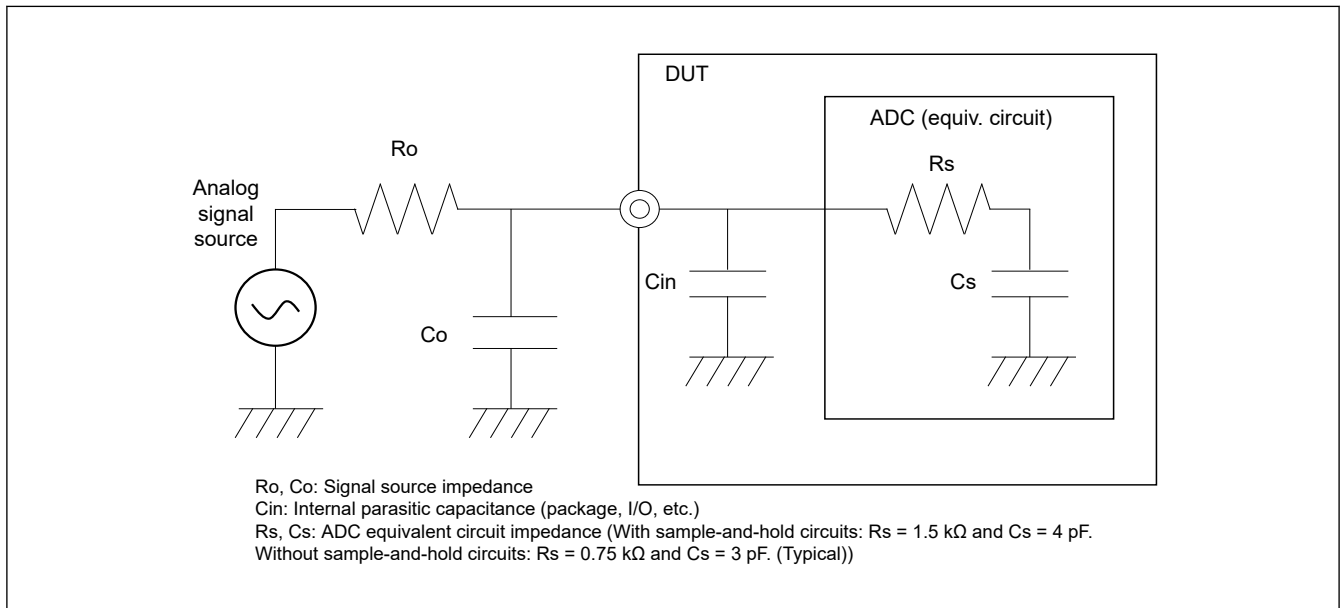 DUT
ADC (equiv. circuit)
Ro
Rs
Analog
signal
source
Cin
Cs
Co
Ro, Co: Signal source impedance
Cin: Internal parasitic capacitance (package, I/O, etc.)
Rs, Cs: ADC equivalent circuit impedance (With sample-and-hold circuits: Rs = 1.5 kΩ and Cs = 4 pF.
Without sample-and-hold circuits: Rs = 0.75 kΩ and Cs = 3 pF. (Typical))